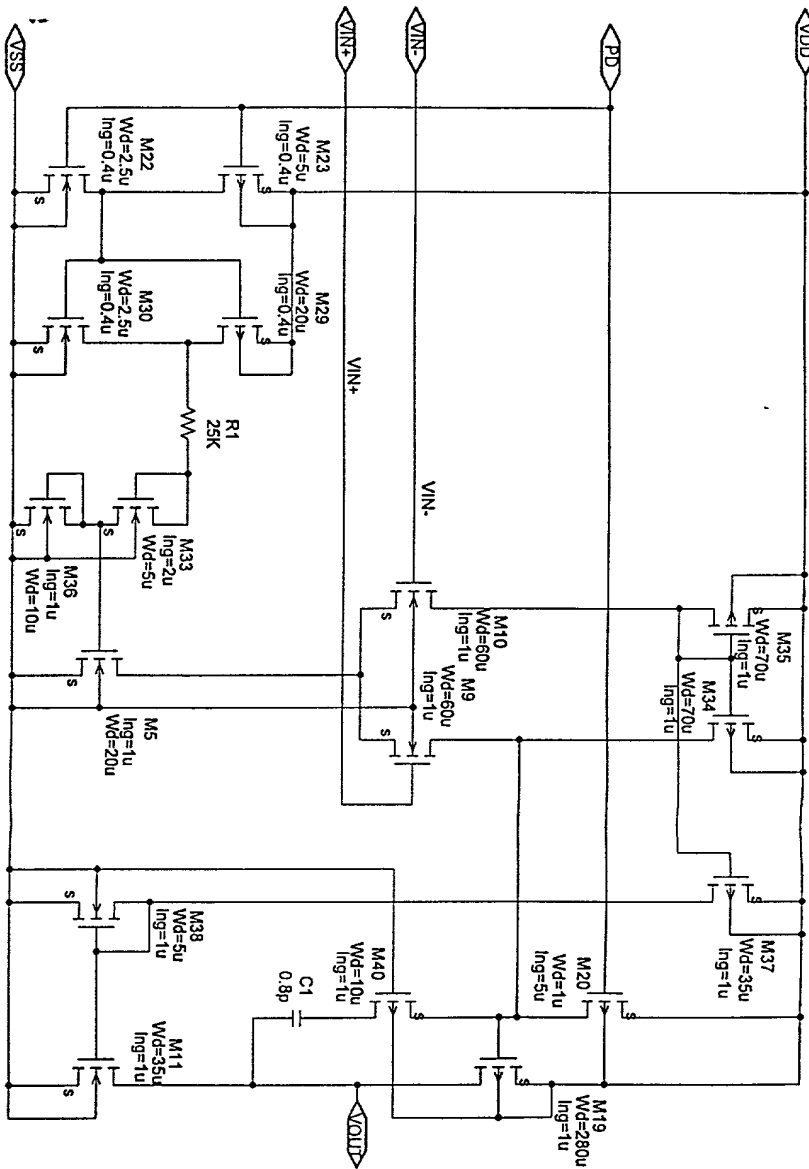 VDD
s
M35
Wd=70u
lng=1u
s
M34
Wd=70u
lng=1u
s
M37
Wd=35u
lng=1u
PD
s
M20
Wd=1u
lng=5u
s
M19
Wd=280u
lng=1u
VIN-
VIN-
M10
Wd=60u
lng=1u
s
M9
Wd=60u
lng=1u
s
s
M40
Wd=10u
lng=1u
VOUT
VIN+
VIN+
C1
0.8p
M23
Wd=5u
lng=0.4u
s
M29
Wd=20u
lng=0.4u
s
R1
25K
M33
lng=2u
Wd=5u
s
M22
Wd=2.5u
lng=0.4u
s
M30
Wd=2.5u
lng=0.4u
s
M36
lng=1u
Wd=10u
s
M5
lng=1u
Wd=20u
s
M38
Wd=5u
lng=1u
s
M11
Wd=35u
lng=1u
s
VSS